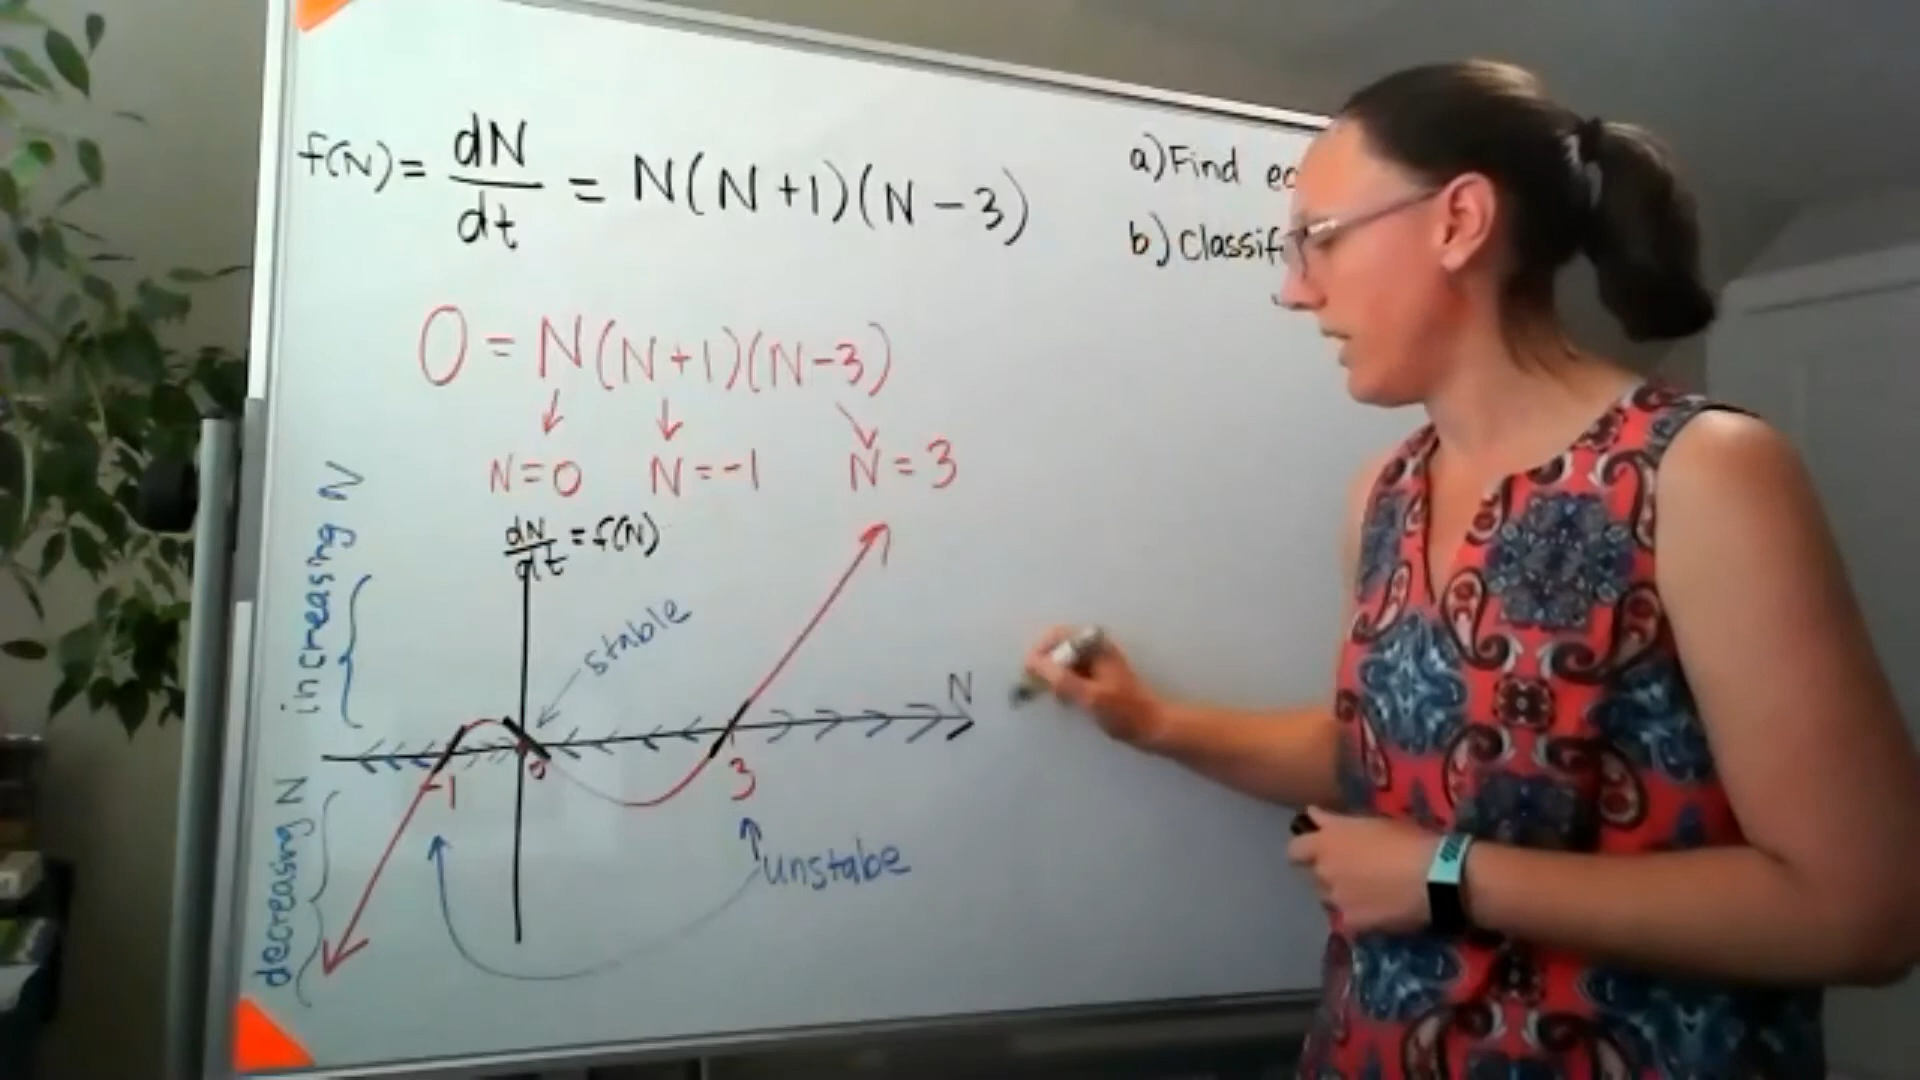 f(N) = dN/dt = N(N+1)(N-3)
a) Find
b) Classif
0 = N(N+1)(N-3)
↓ ↓ ↘
N=0 N=-1 N=3
dN/dt = f(N)
increasing N
stable
N
-1 0 3
decreasing N
unstabe